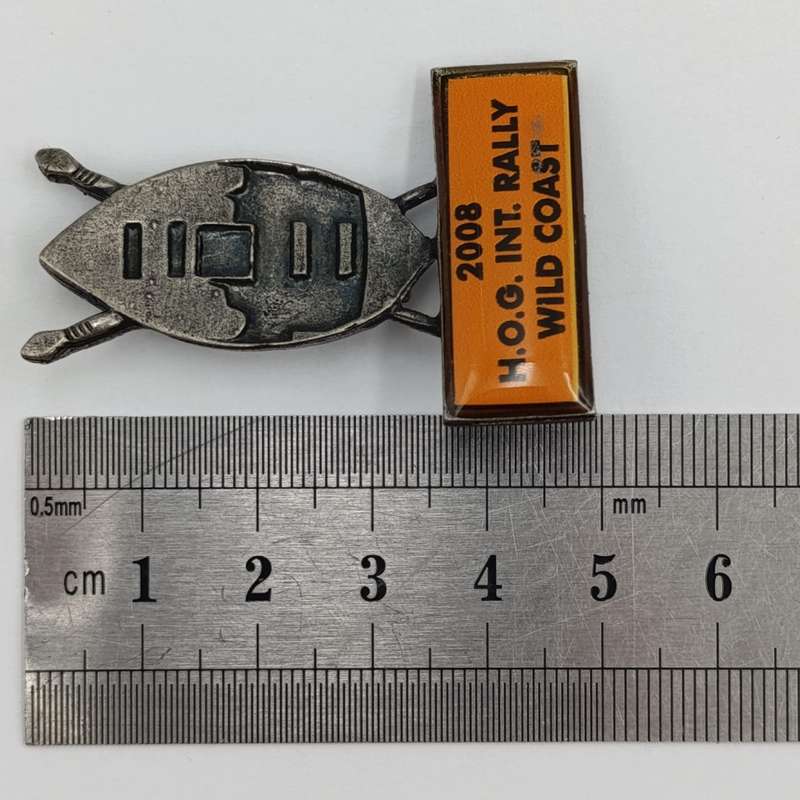 2008
H.O.G. INT. RALLY
WILD COAST
0.5mm
mm
cm 1 2 3 4 5 6